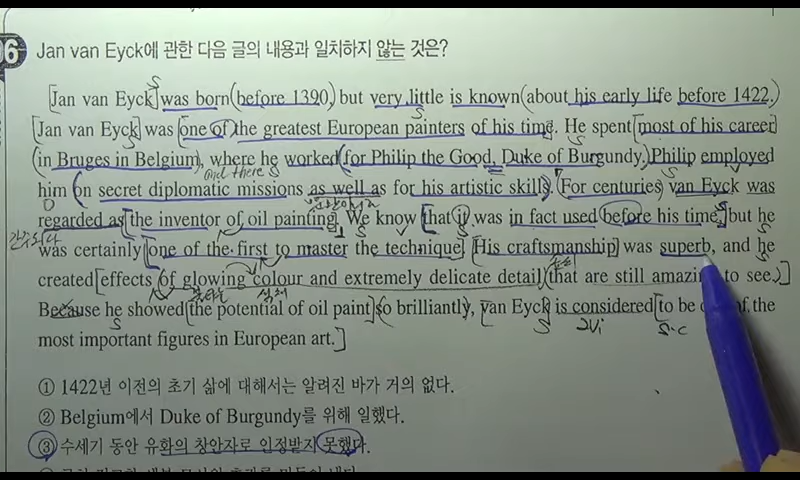 06 Jan van Eyck에 관한 다음 글의 내용과 일치하지 않는 것은?
Jan van Eyck was born before 1390, but very little is known about his early life before 1422.
Jan van Eyck was one of the greatest European painters of his time. He spent most of his career
in Bruges in Belgium, where he worked for Philip the Good, Duke of Burgundy. Philip employed
and there S
him on secret diplomatic missions as well as for his artistic skill. For centuries van Eyck was
regarded as the inventor of oil painting. We know that it was in fact used before his time, but he
간주되다
was certainly one of the first to master the technique. His craftsmanship was superb, and he
created effects of glowing colour and extremely delicate detail that are still amazing to see.
Because he showed the potential of oil paint so brilliantly, van Eyck is considered to be of the
S S 2Vi S.C
most important figures in European art.
① 1422년 이전의 초기 삶에 대해서는 알려진 바가 거의 없다.
② Belgium에서 Duke of Burgundy를 위해 일했다.
③ 수세기 동안 유화의 창안자로 인정받지 못했다.